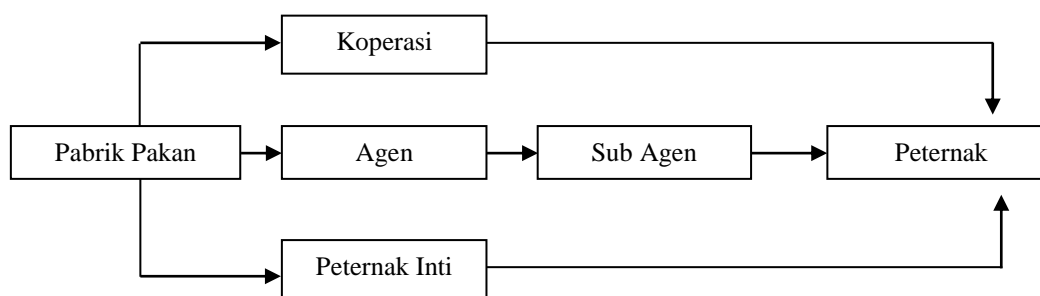 Koperasi
Pabrik Pakan
Agen
Sub Agen
Peternak
Peternak Inti